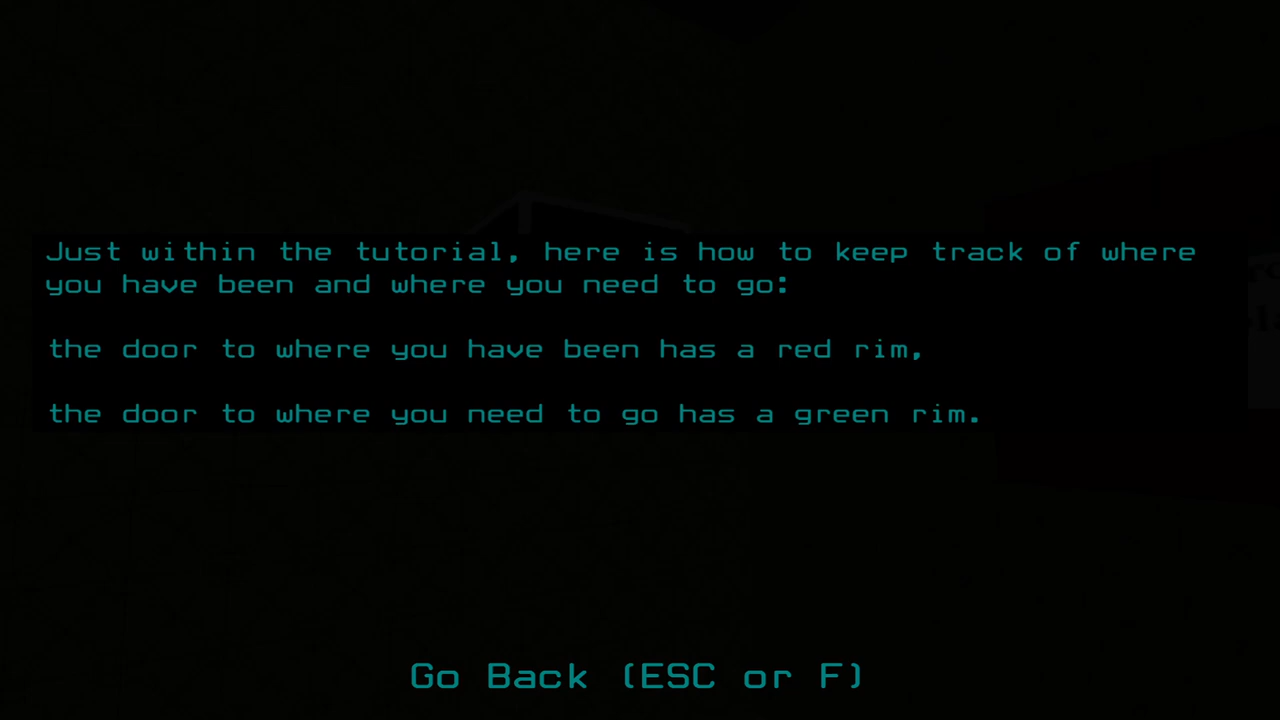 Just within the tutorial, here is how to keep track of where
you have been and where you need to go:
the door to where you have been has a red rim,
the door to where you need to go has a green rim.
Go Back (ESC or F)